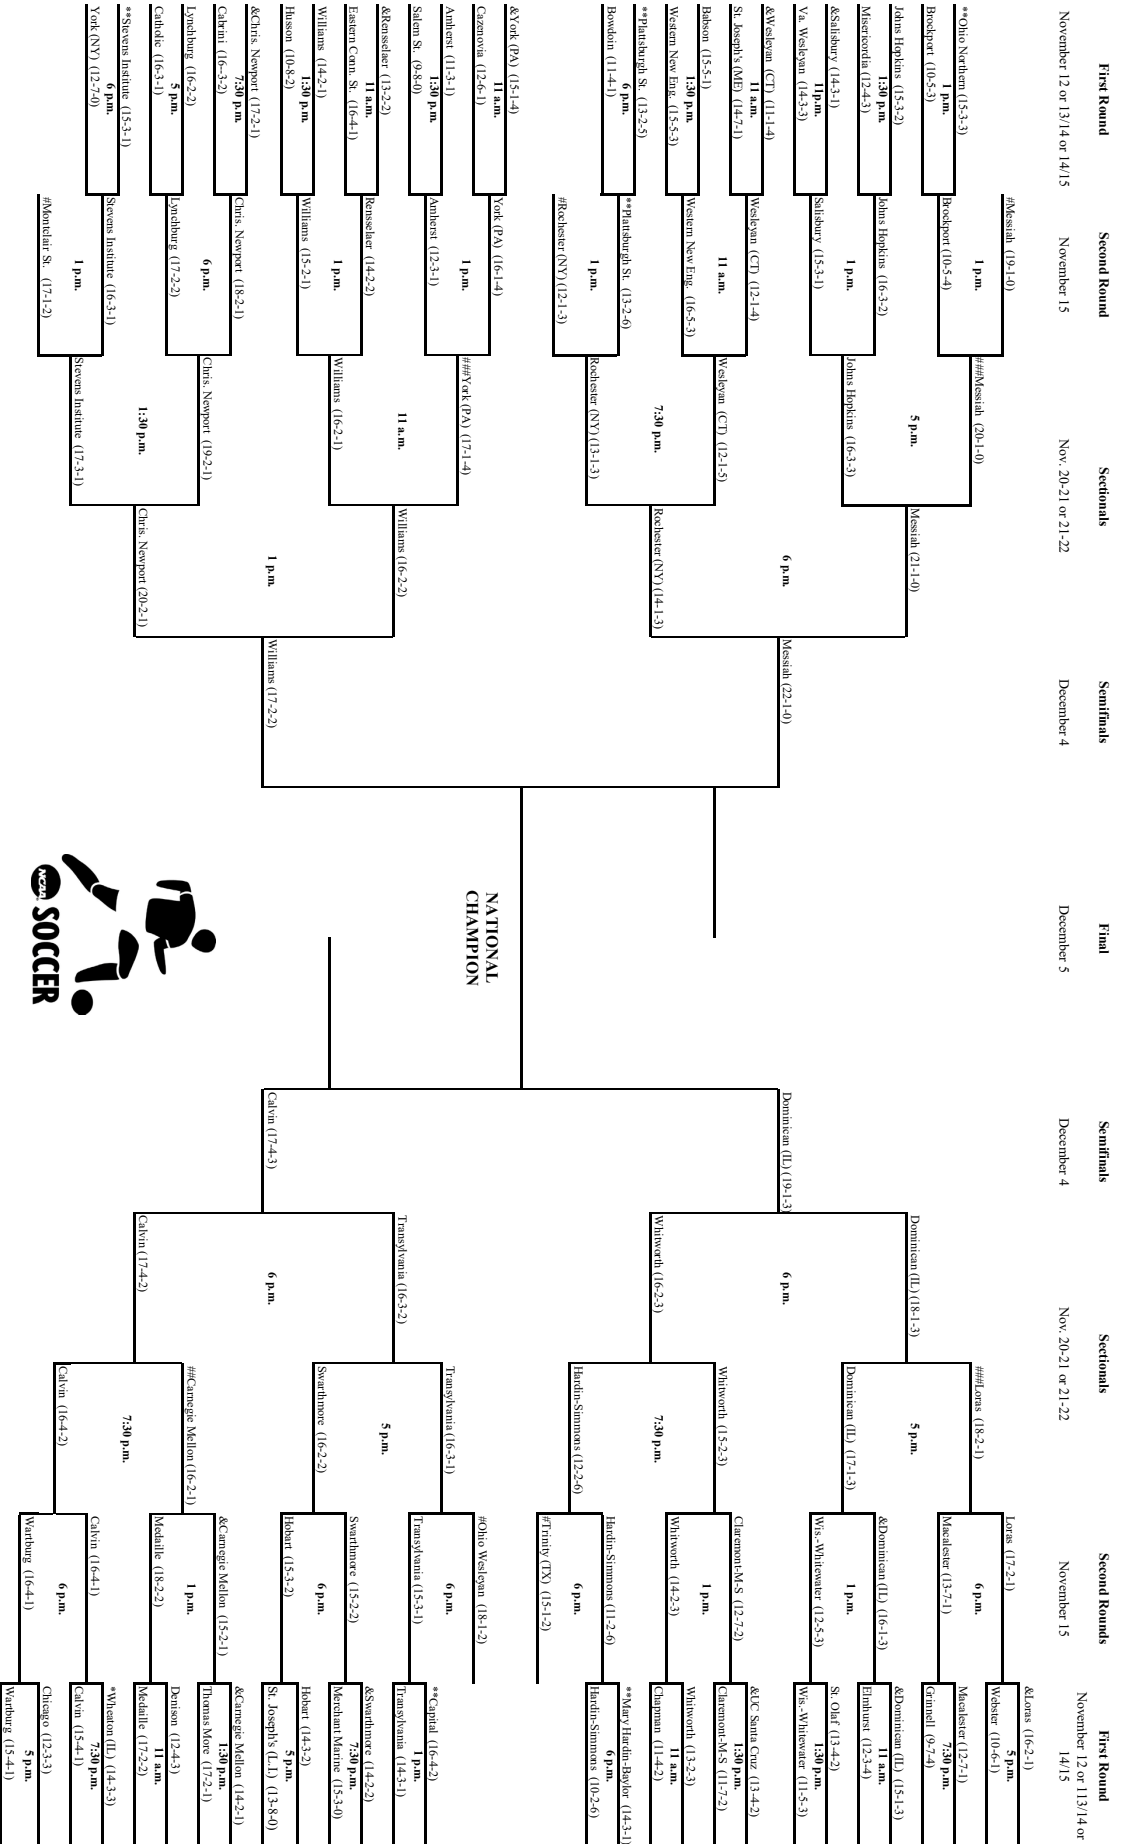 First Round
Second Round
Sectionals
Semifinals
Final
Semifinals
Sectionals
Second Rounds
First Round
November 12 or 13/14 or 14/15
November 15
Nov. 20-21 or 21-22
December 4
December 5
December 4
Nov. 20-21 or 21-22
November 15
November 12 or 113/14 or
14/15
**Ohio Northern (15-3-3)
1 p.m.
Brockport (10-5-3)
Johns Hopkins (15-3-2)
1:30 p.m.
Misericordia (12-4-3)
&Salisbury (14-3-1)
11p.m.
Va. Wesleyan (14-3-3)
&Wesleyan (CT) (11-1-4)
11 a.m.
St. Joseph's (ME) (14-7-1)
Babson (15-5-1)
1:30 p.m.
Western New Eng. (15-5-3)
**Plattsburgh St. (13-2-5)
6 p.m.
Bowdoin (11-4-1)
&York (PA) (15-1-4)
11 a.m.
Cazenovia (12-6-1)
Amherst (11-3-1)
1:30 p.m.
Salem St. (9-8-0)
&Rensselaer (13-2-2)
11 a.m.
Eastern Conn. St. (16-4-1)
Williams (14-2-1)
1:30 p.m.
Husson (10-8-2)
&Chris. Newport (17-2-1)
7:30 p.m.
Cabrini (16--3-2)
Lynchburg (16-2-2)
5 p.m.
Catholic (16-3-1)
**Stevens Institute (15-3-1)
6 p.m.
York (NY) (12-7-0)
#Messiah (19-1-0)
1 p.m.
Brockport (10-5-4)
Johns Hopkins (16-3-2)
1 p.m.
Salisbury (15-3-1)
Wesleyan (CT) (12-1-4)
11 a.m.
Western New Eng. (16-5-3)
**Plattsburgh St. (13-2-6)
1 p.m.
#Rochester (NY) (12-1-3)
York (PA) (16-1-4)
1 p.m.
Amherst (12-3-1)
Rensselaer (14-2-2)
1 p.m.
Williams (15-2-1)
Chris. Newport (18-2-1)
6 p.m.
Lynchburg (17-2-2)
Stevens Institute (16-3-1)
1 p.m.
#Montclair St. (17-1-2)
###Messiah (20-1-0)
5 p.m.
Johns Hopkins (16-3-3)
Wesleyan (CT) (12-1-5)
7:30 p.m.
Rochester (NY) (13-1-3)
###York (PA) (17-1-4)
11 a.m.
Williams (16-2-1)
Chris. Newport (19-2-1)
1:30 p.m.
Stevens Institute (17-3-1)
Messiah (21-1-0)
6 p.m.
Rochester (NY) (14-1-3)
Williams (16-2-2)
1 p.m.
Chris. Newport (20-2-1)
Messiah (22-1-0)
Williams (17-2-2)
NATIONAL
CHAMPION
NCAA SOCCER
Dominican (IL) (19-1-3)
Calvin (17-4-3)
Dominican (IL) (18-1-3)
6 p.m.
Whitworth (16-2-3)
Transylvania (16-3-2)
6 p.m.
Calvin (17-4-2)
###Loras (18-2-1)
5 p.m.
Dominican (IL) (17-1-3)
Whitworth (15-2-3)
7:30 p.m.
Hardin-Simmons (12-2-6)
Transylvania (16-3-1)
5 p.m.
Swarthmore (16-2-2)
##Carnegie Mellon (16-2-1)
7:30 p.m.
Calvin (16-4-2)
Loras (17-2-1)
6 p.m.
Macalester (13-7-1)
&Dominican (IL) (16-1-3)
1 p.m.
Wis.-Whitewater (12-5-3)
Claremont-M-S (12-7-2)
1 p.m.
Whitworth (14-2-3)
Hardin-Simmons (11-2-6)
6 p.m.
#Trinity (TX) (15-1-2)
#Ohio Wesleyan (18-1-2)
6 p.m.
Transylvania (15-3-1)
Swarthmore (15-2-2)
6 p.m.
Hobart (15-3-2)
&Carnegie Mellon (15-2-1)
1 p.m.
Medaille (18-2-2)
Calvin (16-4-1)
6 p.m.
Wartburg (16-4-1)
&Loras (16-2-1)
5 p.m.
Webster (10-6-1)
Macalester (12-7-1)
7:30 p.m.
Grinnell (9-7-4)
&Dominican (IL) (15-1-3)
11 a.m.
Elmhurst (12-3-4)
St. Olaf (13-4-2)
1:30 p.m.
Wis.-Whitewater (11-5-3)
&UC Santa Cruz (13-4-2)
1:30 p.m.
Claremont-M-S (11-7-2)
Whitworth (13-2-3)
11 a.m.
Chapman (11-4-2)
**Mary Hardin-Baylor (14-3-1)
6 p.m.
Hardin-Simmons (10-2-6)
**Capital (16-4-2)
1 p.m.
Transylvania (14-3-1)
&Swarthmore (14-2-2)
7:30 p.m.
Merchant Marine (15-3-0)
Hobart (14-3-2)
5 p.m.
St. Joseph's (L.I.) (13-8-0)
&Carnegie Mellon (14-2-1)
1:30 p.m.
Thomas More (17-2-1)
Denison (12-4-3)
11 a.m.
Medaille (17-2-2)
*Wheaton (IL) (14-3-3)
7:30 p.m.
Calvin (15-4-1)
Chicago (12-3-3)
5 p.m.
Wartburg (15-4-1)